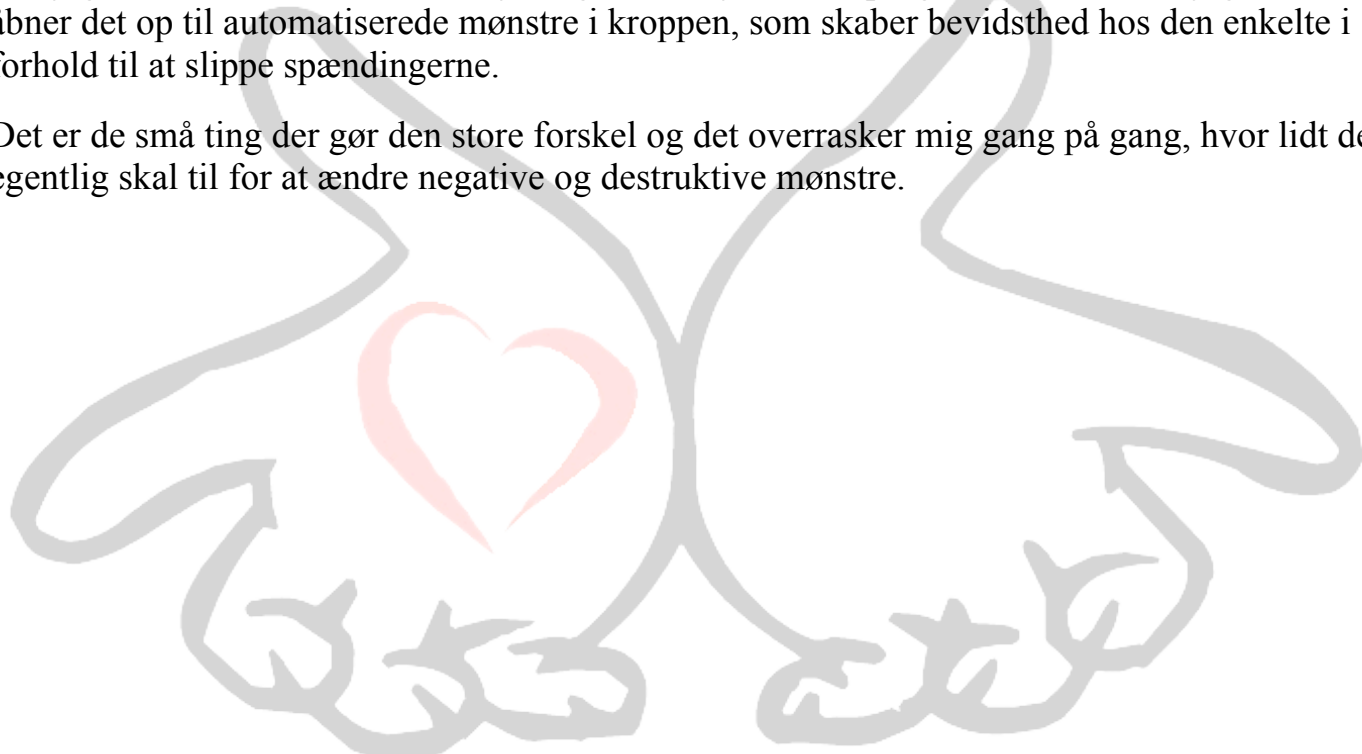 åbner det op til automatiserede mønstre i kroppen, som skaber bevidsthed hos den enkelte i
forhold til at slippe spændingerne.
Det er de små ting der gør den store forskel og det overrasker mig gang på gang, hvor lidt de
egentlig skal til for at ændre negative og destruktive mønstre.